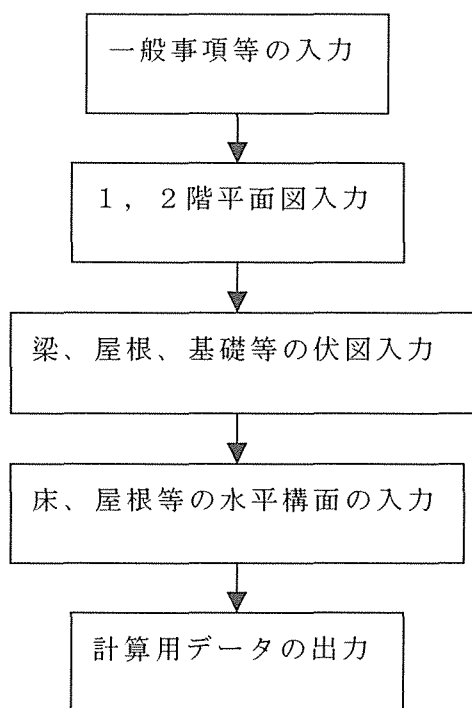 一般事項等の入力
１，２階平面図入力
梁、屋根、基礎等の伏図入力
床、屋根等の水平構面の入力
計算用データの出力